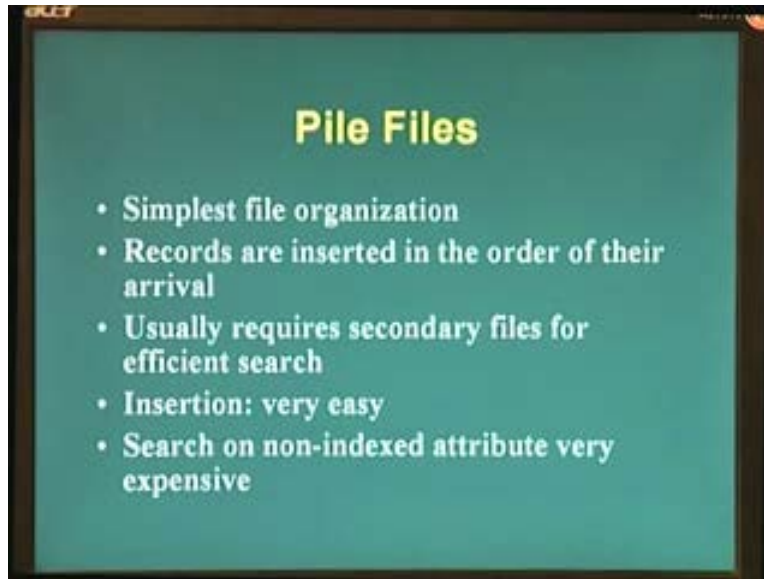 acer
Pile Files
• Simplest file organization
• Records are inserted in the order of their
arrival
• Usually requires secondary files for
efficient search
• Insertion: very easy
• Search on non-indexed attribute very
expensive